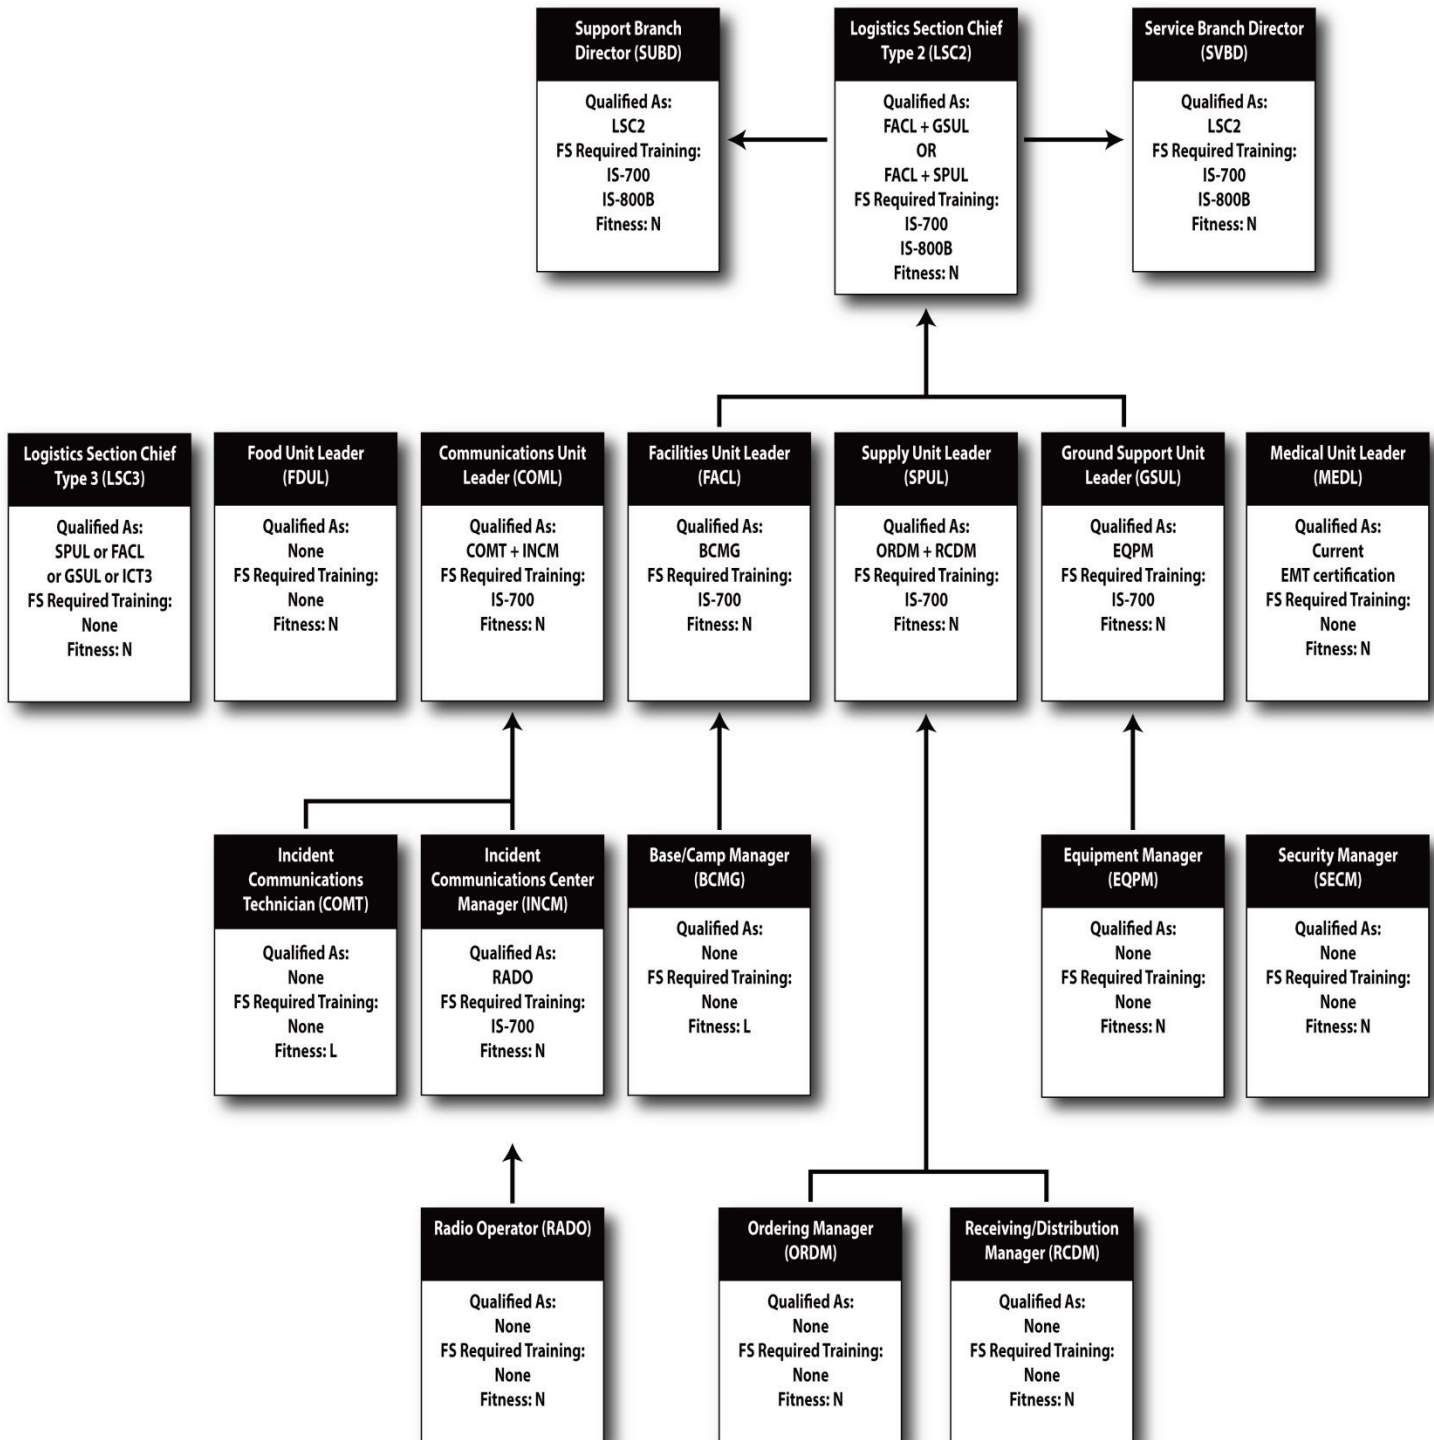 Support Branch
Director (SUBD)
Qualified As:
LSC2
FS Required Training:
IS-700
IS-800B
Fitness: N
Logistics Section Chief
Type 2 (LSC2)
Qualified As:
FACL + GSUL
OR
FACL + SPUL
FS Required Training:
IS-700
IS-800B
Fitness: N
Service Branch Director
(SVBD)
Qualified As:
LSC2
FS Required Training:
IS-700
IS-800B
Fitness: N
Logistics Section Chief
Type 3 (LSC3)
Qualified As:
SPUL or FACL
or GSUL or ICT3
FS Required Training:
None
Fitness: N
Food Unit Leader
(FDUL)
Qualified As:
None
FS Required Training:
None
Fitness: N
Communications Unit
Leader (COML)
Qualified As:
COMT + INCM
FS Required Training:
IS-700
Fitness: N
Facilities Unit Leader
(FACL)
Qualified As:
BCMG
FS Required Training:
IS-700
Fitness: N
Supply Unit Leader
(SPUL)
Qualified As:
ORDM + RCDM
FS Required Training:
IS-700
Fitness: N
Ground Support Unit
Leader (GSUL)
Qualified As:
EQPM
FS Required Training:
IS-700
Fitness: N
Medical Unit Leader
(MEDL)
Qualified As:
Current
EMT certification
FS Required Training:
None
Fitness: N
Incident
Communications
Technician (COMT)
Qualified As:
None
FS Required Training:
None
Fitness: L
Incident
Communications Center
Manager (INCM)
Qualified As:
RADO
FS Required Training:
IS-700
Fitness: N
Base/Camp Manager
(BCMG)
Qualified As:
None
FS Required Training:
None
Fitness: L
Equipment Manager
(EQPM)
Qualified As:
None
FS Required Training:
None
Fitness: N
Security Manager
(SECM)
Qualified As:
None
FS Required Training:
None
Fitness: N
Radio Operator (RADO)
Qualified As:
None
FS Required Training:
None
Fitness: N
Ordering Manager
(ORDM)
Qualified As:
None
FS Required Training:
None
Fitness: N
Receiving/Distribution
Manager (RCDM)
Qualified As:
None
FS Required Training:
None
Fitness: N